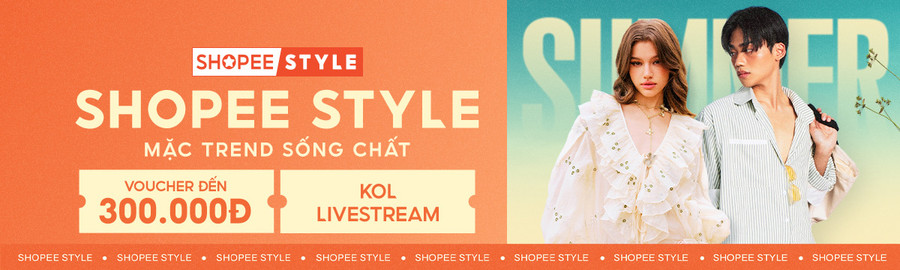 SHOPEE STYLE
SHOPEE STYLE
MẶC TREND SỐNG CHẤT
VOUCHER ĐẾN
300.000Đ
KOL
LIVESTREAM
SUMMER
SHOPEE STYLE • SHOPEE STYLE • SHOPEE STYLE • SHOPEE STYLE • SHOPEE STYLE • SHOPEE STYLE • SHOPEE STYLE • SHOPEE STYLE • SHOPEE STYLE